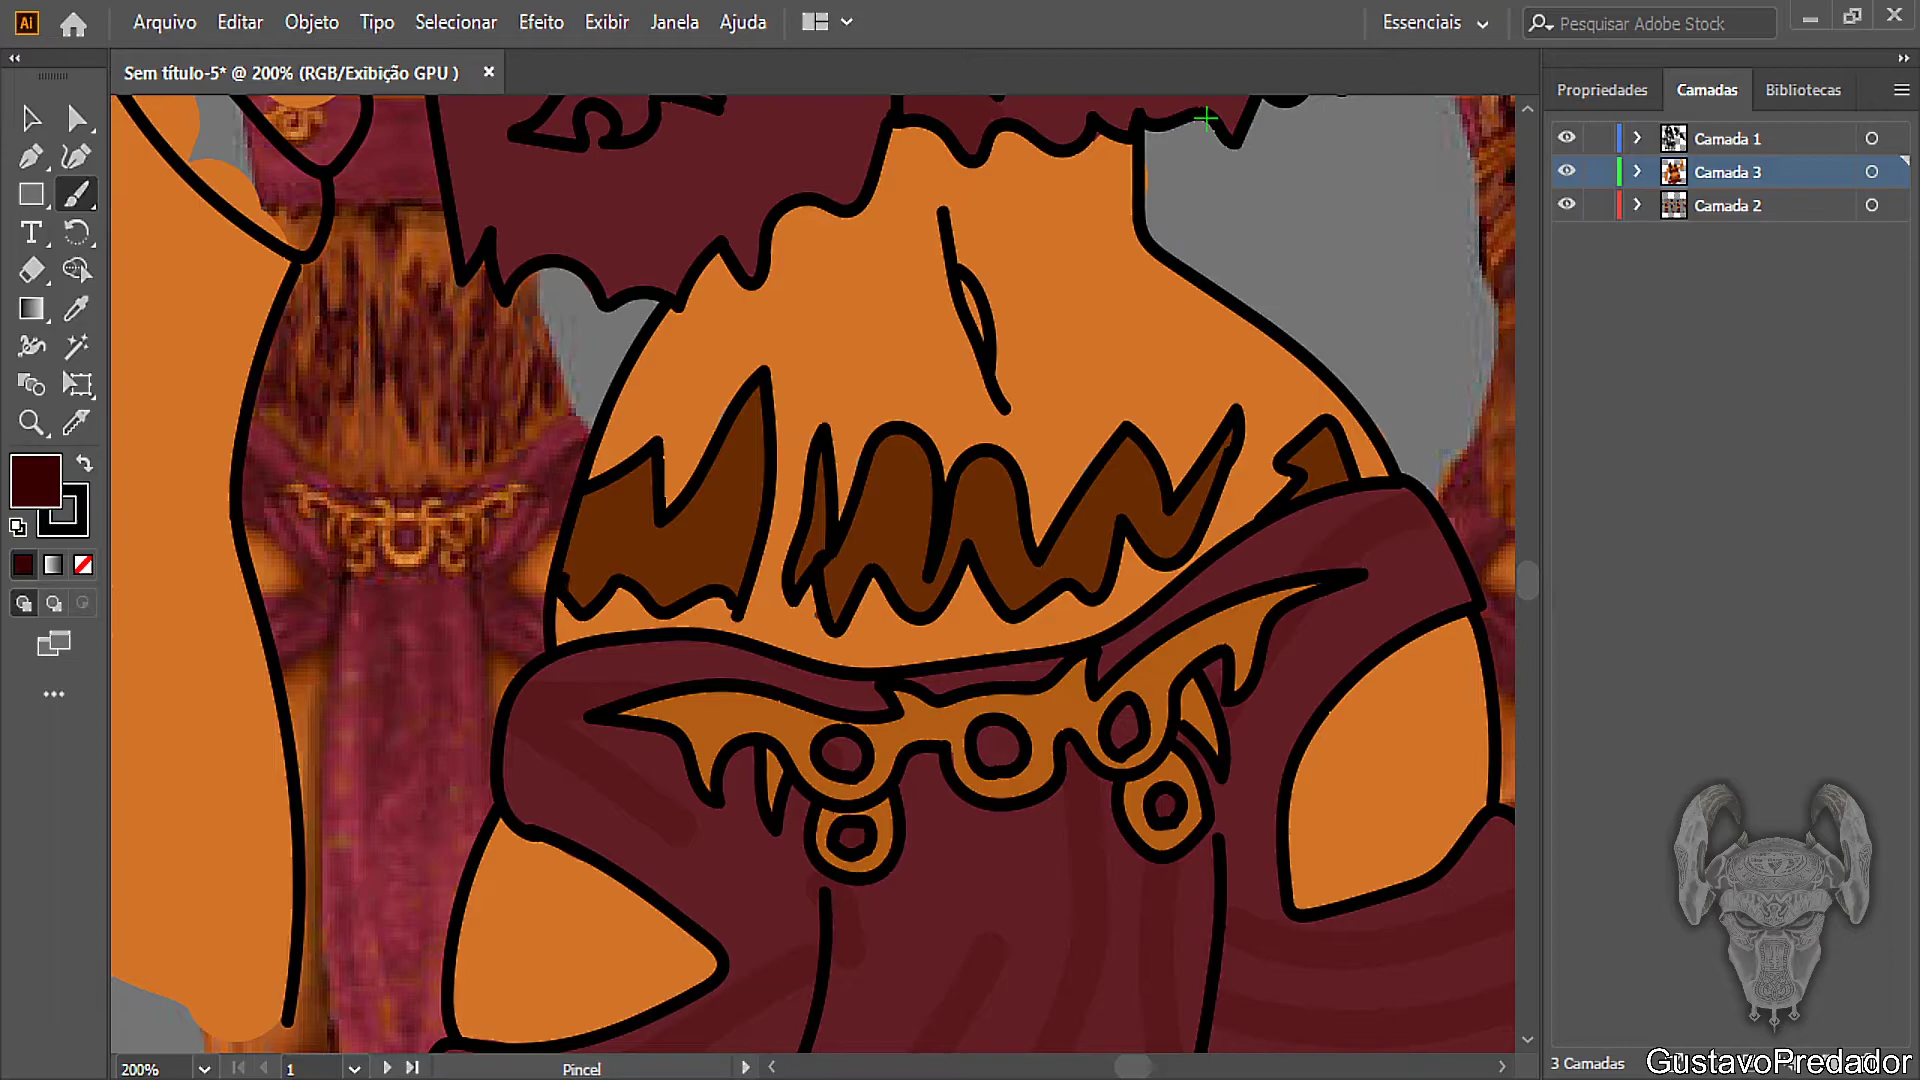 Ai
Arquivo Editar Objeto Tipo Selecionar Efeito Exibir Janela Ajuda
Essenciais
Pesquisar Adobe Stock
Sem título-5* @ 200% (RGB/Exibição GPU )
Propriedades Camadas Bibliotecas
Camada 1
Camada 3
Camada 2
200%
1
Pincel
3 Camadas
GustavoPredador